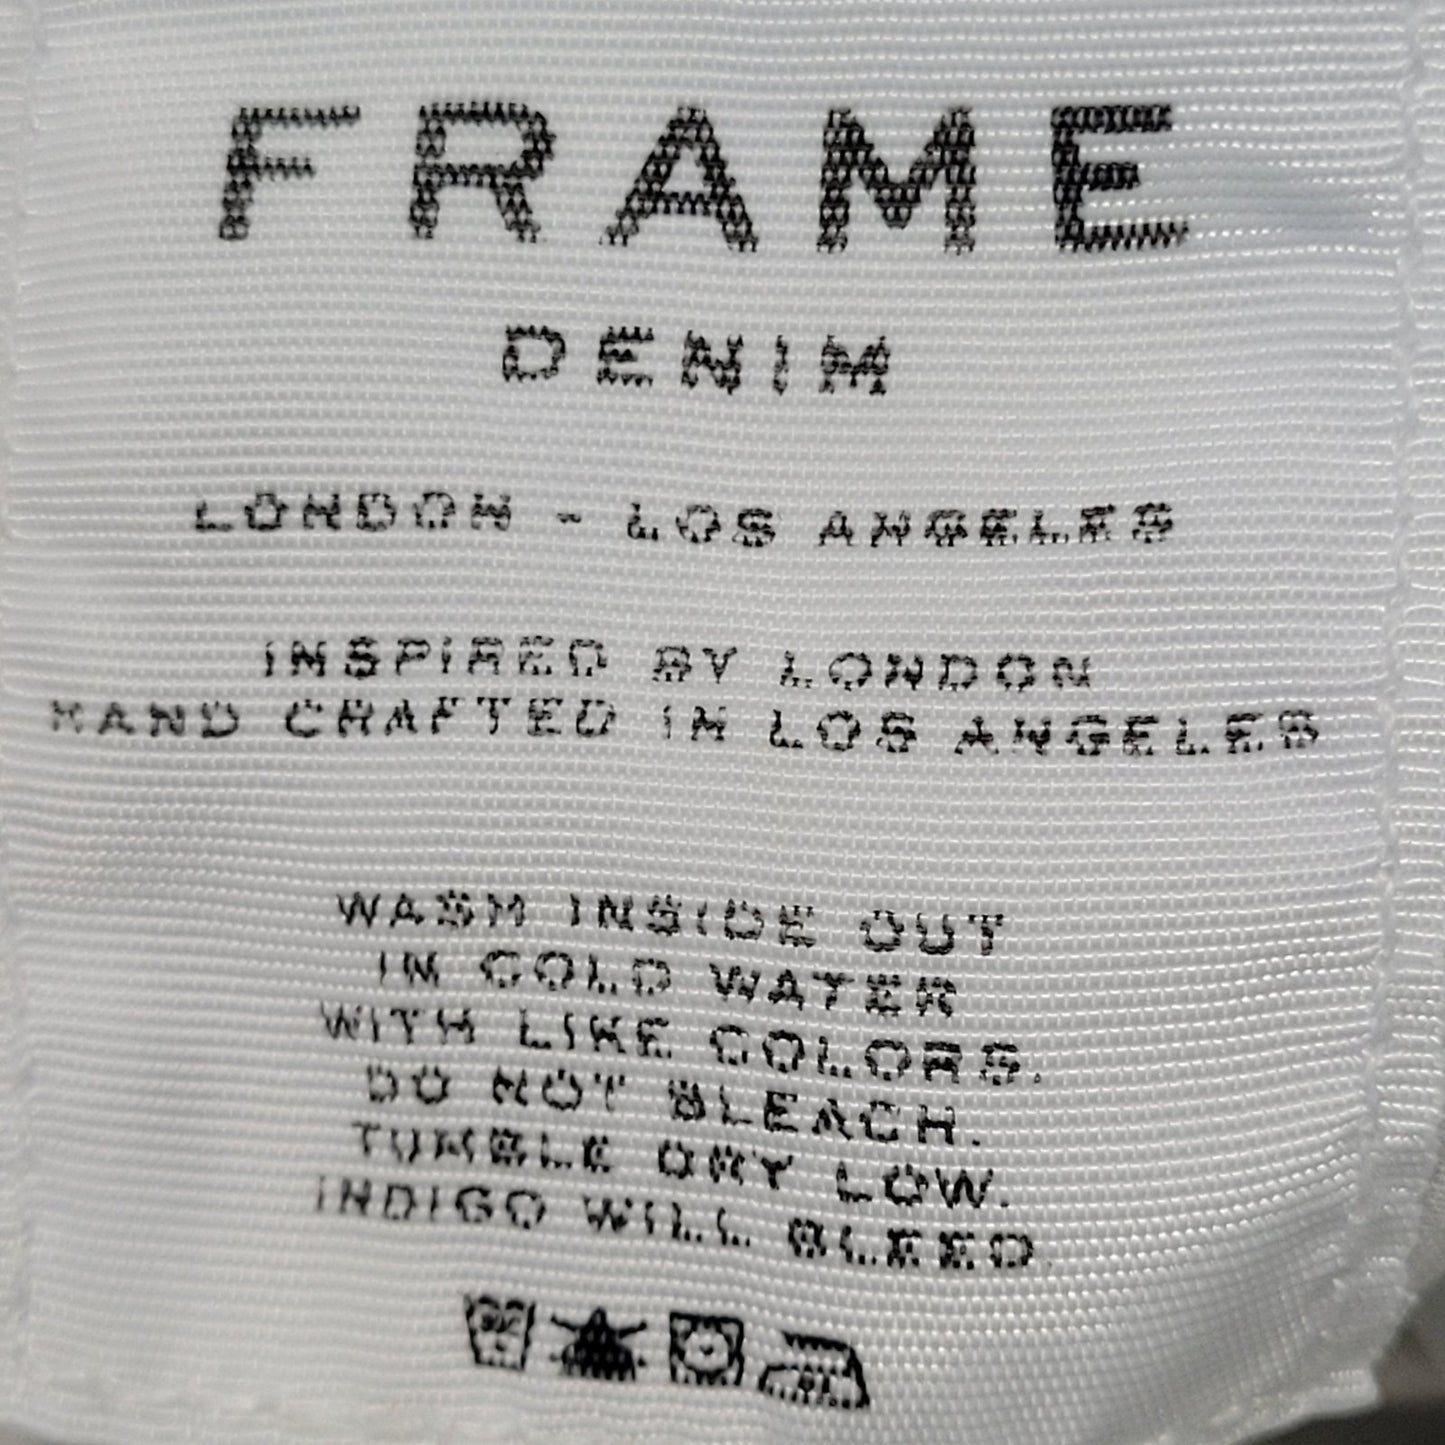 FRAME
DENIM
LONDON - LOS ANGELES
INSPIRED BY LONDON
HAND CRAFTED IN LOS ANGELES
WASH INSIDE OUT
IN COLD WATER
WITH LIKE COLORS.
DO NOT BLEACH.
TUMBLE DRY LOW.
INDIGO WILL BLEED.